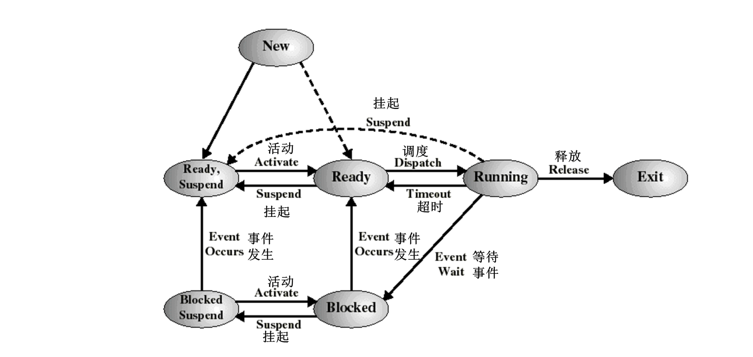 New
挂起
Suspend
活动
Activate
调度
Dispatch
释放
Release
Ready,
Suspend
Ready
Running
Exit
Suspend
挂起
Timeout
超时
Event 事件
Occurs 发生
Event 事件
Occurs 发生
Event 等待
Wait 事件
活动
Activate
Blocked
Suspend
Blocked
Suspend
挂起